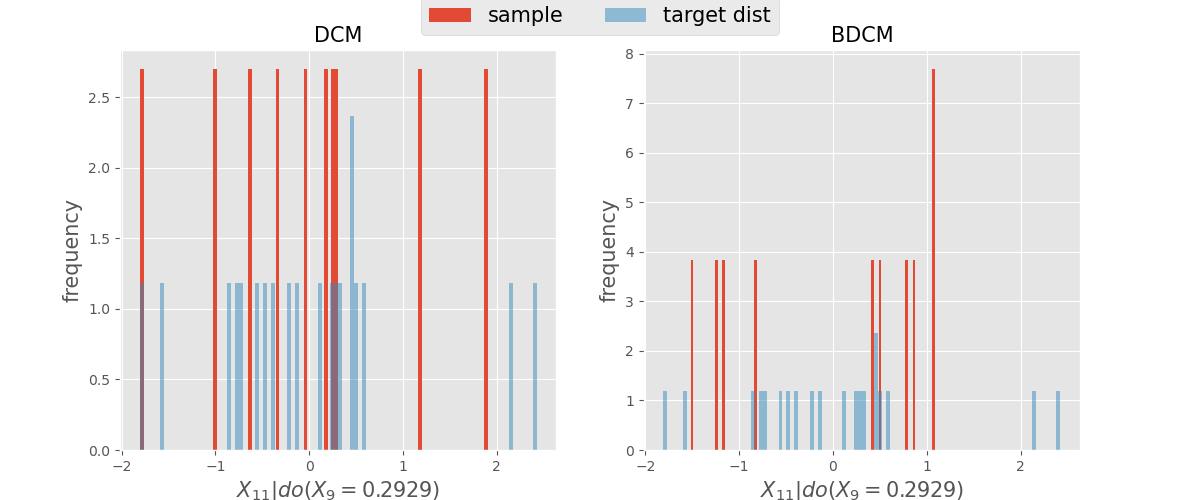 sample target dist
DCM
BDCM
frequency
2.5
2.0
1.5
1.0
0.5
0.0
−2 −1 0 1 2
X₁₁|do(X₉ = 0.2929)
frequency
8
7
6
5
4
3
2
1
0
−2 −1 0 1 2
X₁₁|do(X₉ = 0.2929)